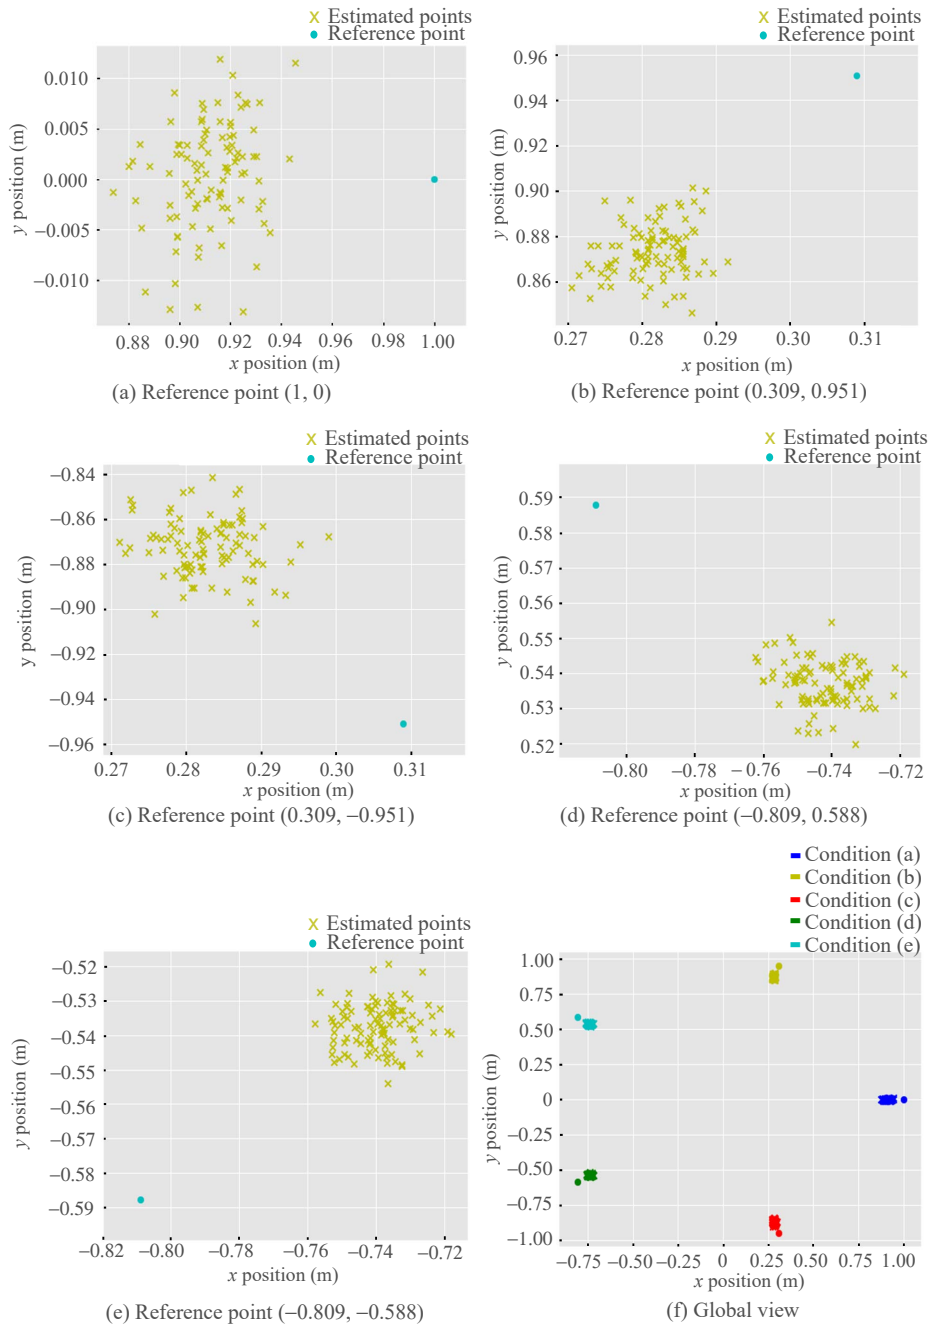 Estimated points
Reference point
0.010
0.005
0.000
−0.005
−0.010
y position (m)
0.88 0.90 0.92 0.94 0.96 0.98 1.00
x position (m)
(a) Reference point (1, 0)
Estimated points
Reference point
0.96
0.94
0.92
0.90
0.88
0.86
y position (m)
0.27 0.28 0.29 0.30 0.31
x position (m)
(b) Reference point (0.309, 0.951)
Estimated points
Reference point
−0.84
−0.86
−0.88
−0.90
−0.92
−0.94
−0.96
y position (m)
0.27 0.28 0.29 0.30 0.31
x position (m)
(c) Reference point (0.309, −0.951)
Estimated points
Reference point
0.59
0.58
0.57
0.56
0.55
0.54
0.53
0.52
y position (m)
−0.80 −0.78 −0.76 −0.74 −0.72
x position (m)
(d) Reference point (−0.809, 0.588)
Estimated points
Reference point
−0.52
−0.53
−0.54
−0.55
−0.56
−0.57
−0.58
−0.59
y position (m)
−0.82 −0.80 −0.78 −0.76 −0.74 −0.72
x position (m)
(e) Reference point (−0.809, −0.588)
Condition (a)
Condition (b)
Condition (c)
Condition (d)
Condition (e)
1.00
0.75
0.50
0.25
0
−0.25
−0.50
−0.75
−1.00
y position (m)
−0.75 −0.50 −0.25 0 0.25 0.50 0.75 1.00
x position (m)
(f) Global view